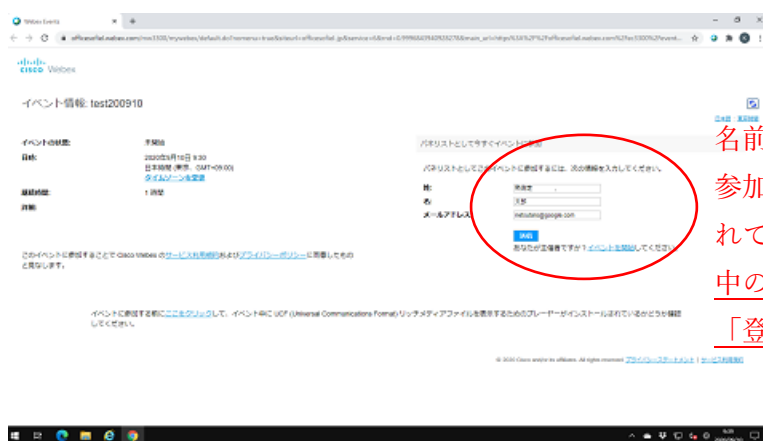 Webex Events
CISCO Webex
イベント情報: test200910
日本語 東京時間
イベントの状態: 未開始
日時: 2020年9月10日 9:30
日本時間 (東京、GMT+09:00)
タイムゾーンを変更
継続時間: 1 時間
パネリストとして今すぐイベントに参加
パネリストとしてこのイベントに参加するには、次の情報を入力してください。
姓:
名:
メールアドレス:
あなたが主催者ですか？イベントを開始してください。
このイベントに参加することで Cisco Webex のサービス利用規約およびプライバシーポリシーに同意したもの
と見なします。
イベントに参加する前にここをクリックして、イベント中に UCF (Universal Communications Format) リッチメディアファイルを表示するためのプレーヤーがインストールされているかどうか確認
してください。
© 2020 Cisco and/or its affiliates. All rights reserved. プライバシーステートメント | サービス利用規約
名前
参加
れて
中の
「登